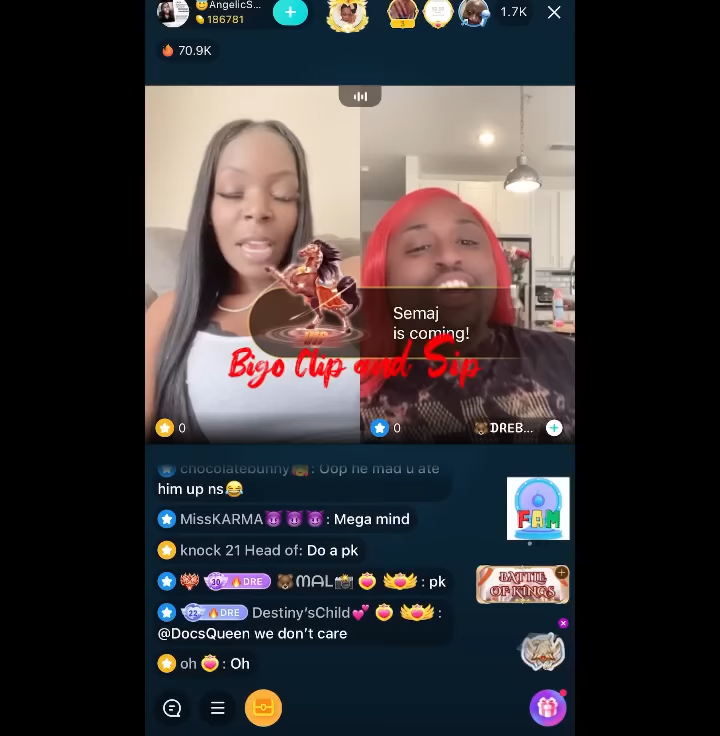 😇AngelicS...
186781
+
3
1.7K
70.9K
Semaj
is coming!
Bigo Clip and Sip
0
0
🐻DREB...
chocolatebunny: Oop he mad u ate
him up ns😂
MissKARMA😈😈😈: Mega mind
knock 21 Head of: Do a pk
30 🔥DRE 🐻MAL📸: pk
22 🔥DRE Destiny'sChild💕:
@DocsQueen we don't care
oh: Oh
FAM
BATTLE
OF KINGS